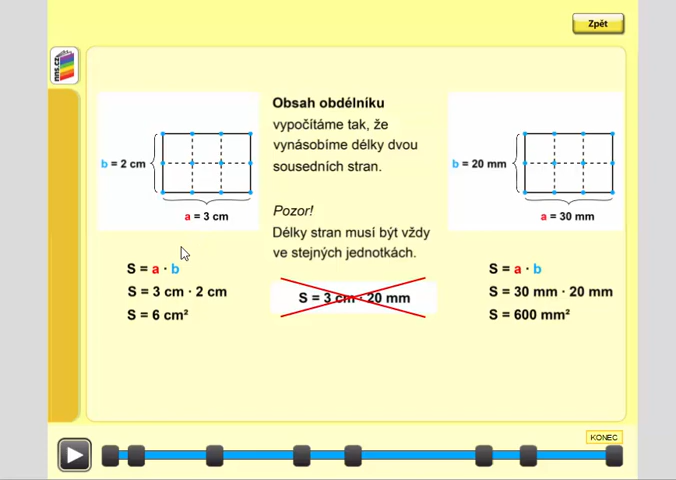 Zpět
nns.cz
Obsah obdélníku
vypočítáme tak, že
vynásobíme délky dvou
sousedních stran.
Pozor!
Délky stran musí být vždy
ve stejných jednotkách.
S = 3 cm · 20 mm
b = 2 cm
a = 3 cm
S = a · b
S = 3 cm · 2 cm
S = 6 cm²
b = 20 mm
a = 30 mm
S = a · b
S = 30 mm · 20 mm
S = 600 mm²
KONEC